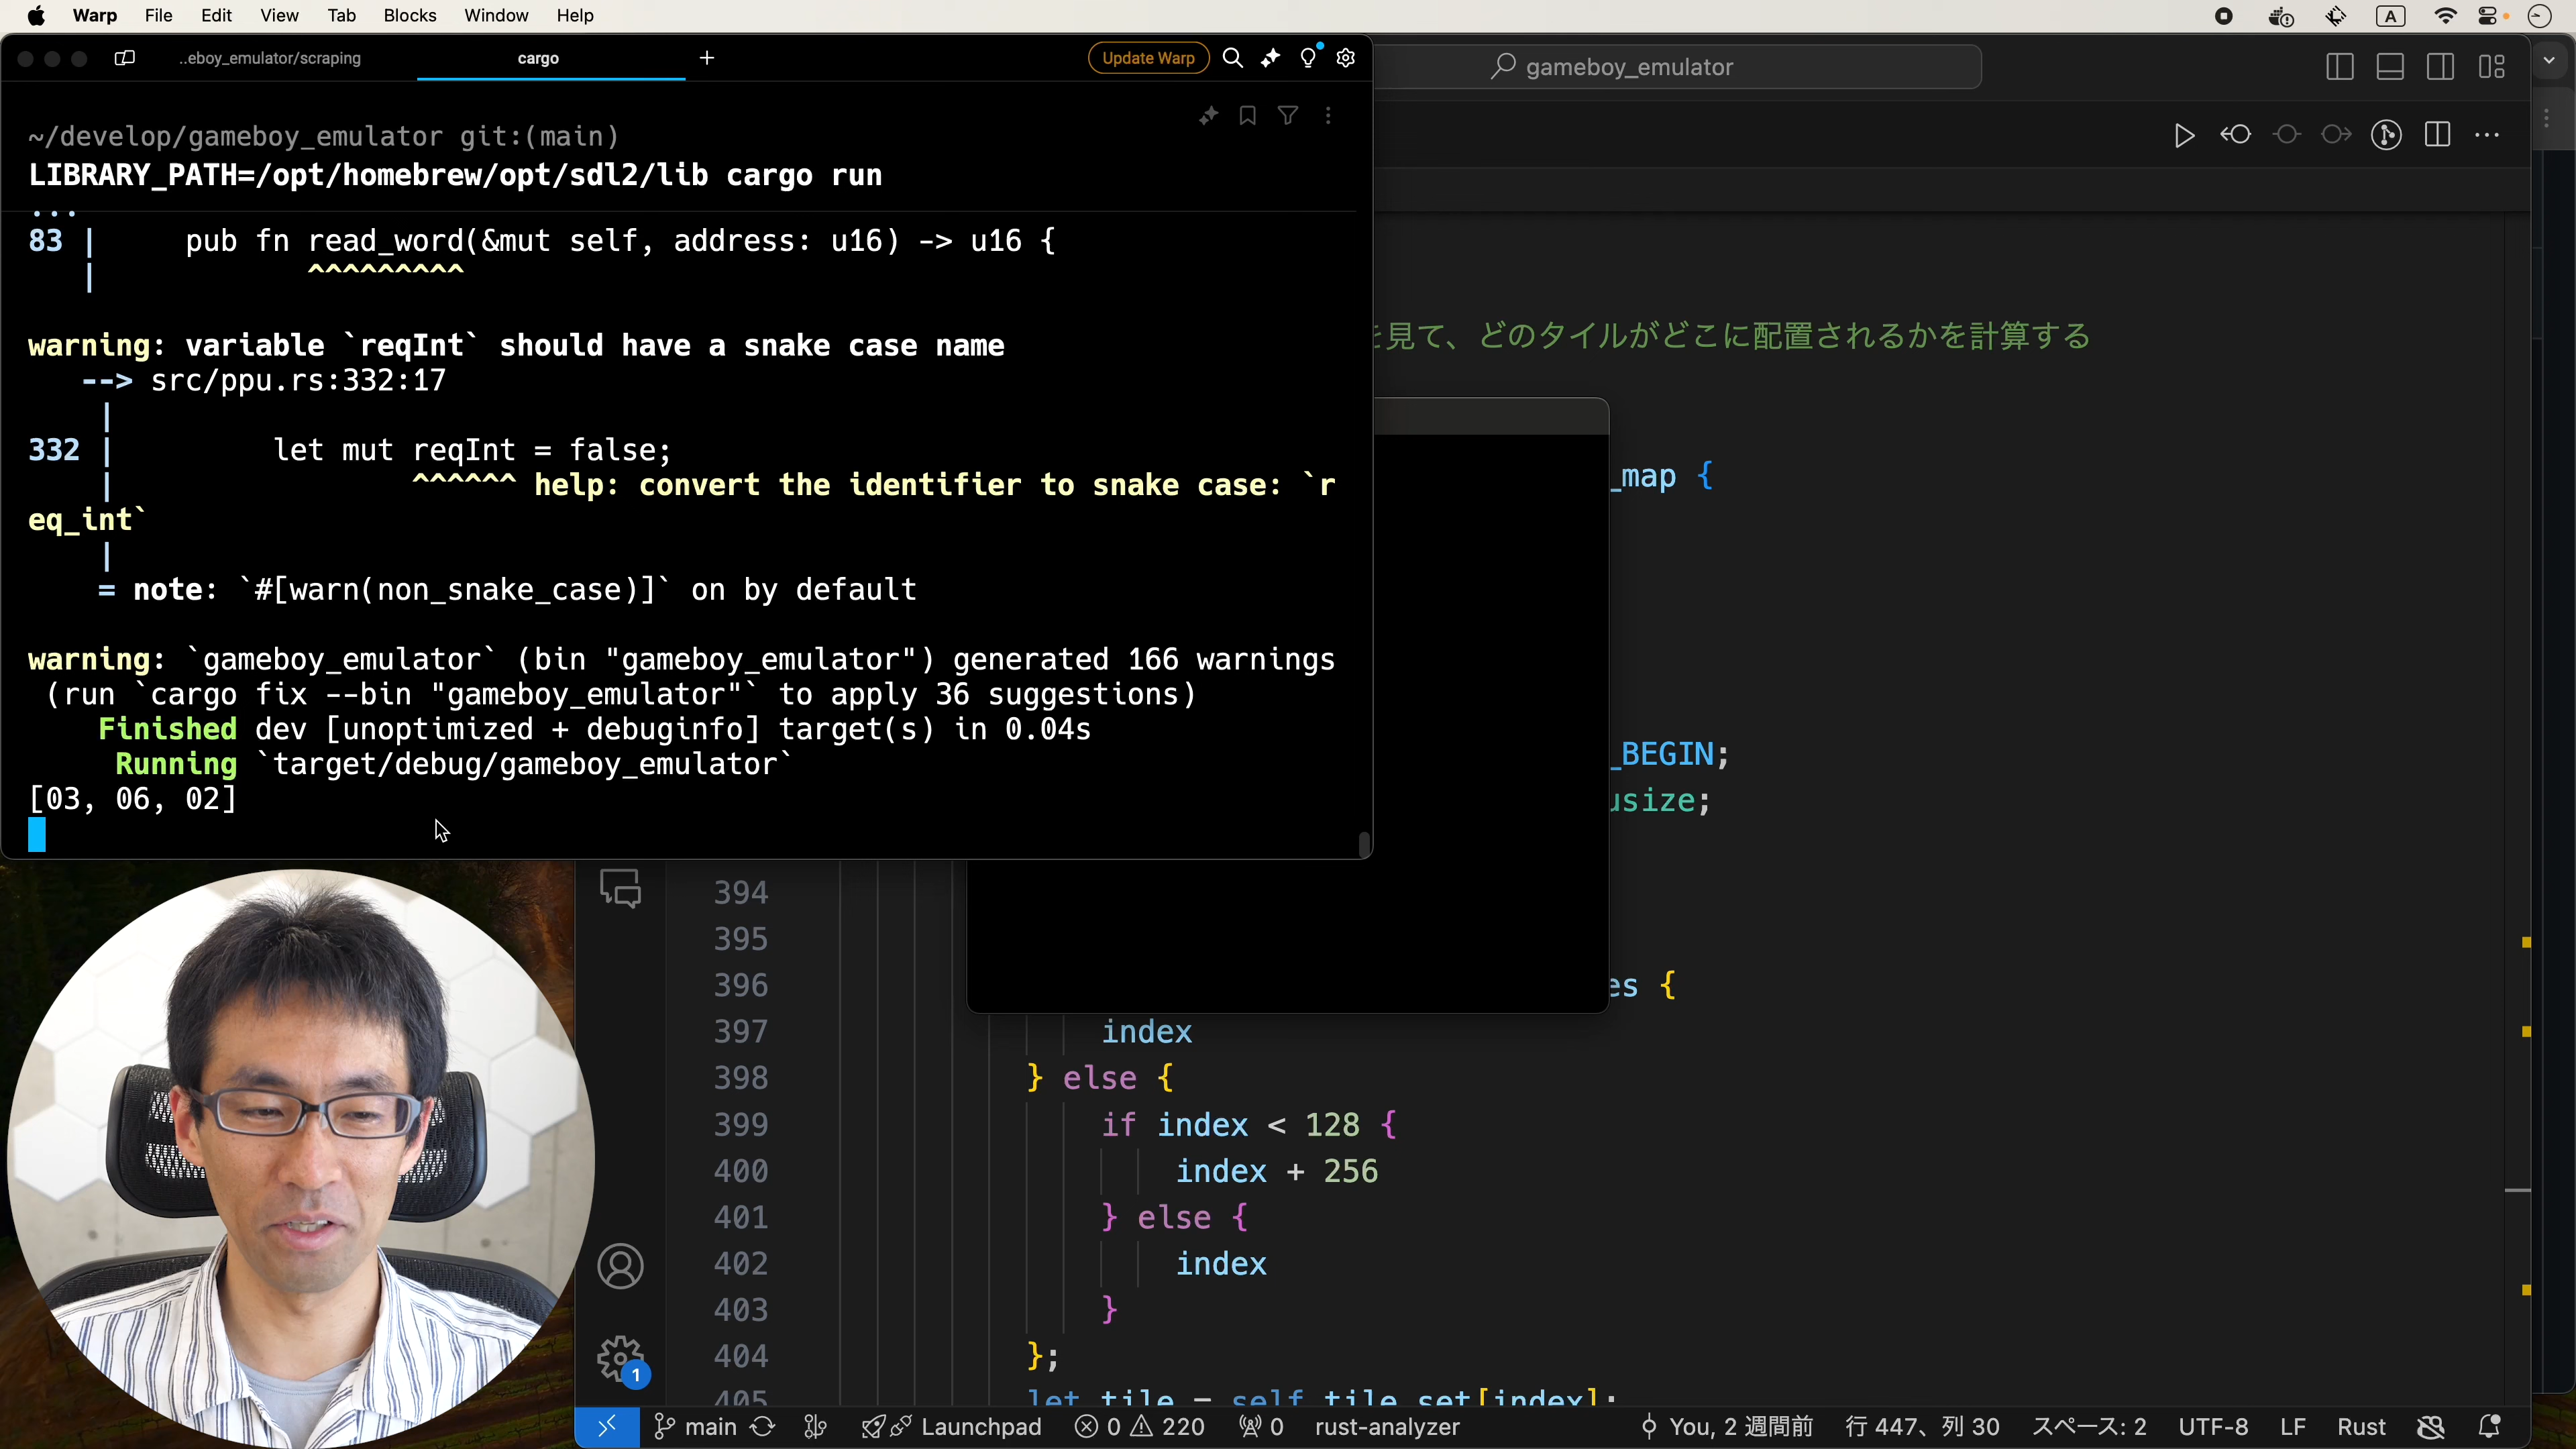 Warp File Edit View Tab Blocks Window Help
A
..eboy_emulator/scraping
cargo
+
Update Warp
gameboy_emulator
~/develop/gameboy_emulator git:(main)
LIBRARY_PATH=/opt/homebrew/opt/sdl2/lib cargo run
...
83 | pub fn read_word(&mut self, address: u16) -> u16 {
| ^^^^^^^^^
warning: variable `reqInt` should have a snake case name
--> src/ppu.rs:332:17
|
332 | let mut reqInt = false;
| ^^^^^^ help: convert the identifier to snake case: `r
eq_int`
|
= note: `#[warn(non_snake_case)]` on by default
warning: `gameboy_emulator` (bin "gameboy_emulator") generated 166 warnings
(run `cargo fix --bin "gameboy_emulator"` to apply 36 suggestions)
Finished dev [unoptimized + debuginfo] target(s) in 0.04s
Running `target/debug/gameboy_emulator`
[03, 06, 02]
を見て、どのタイルがどこに配置されるかを計算する
_map {
_BEGIN;
usize;
394
395
396 es {
397 index
398 } else {
399 if index < 128 {
400 index + 256
401 } else {
402 index
403 }
404 };
405 let tile = self.tile_set[index];
1
main Launchpad 0 220 0 rust-analyzer You, 2 週間前 行 447、列 30 スペース: 2 UTF-8 LF Rust